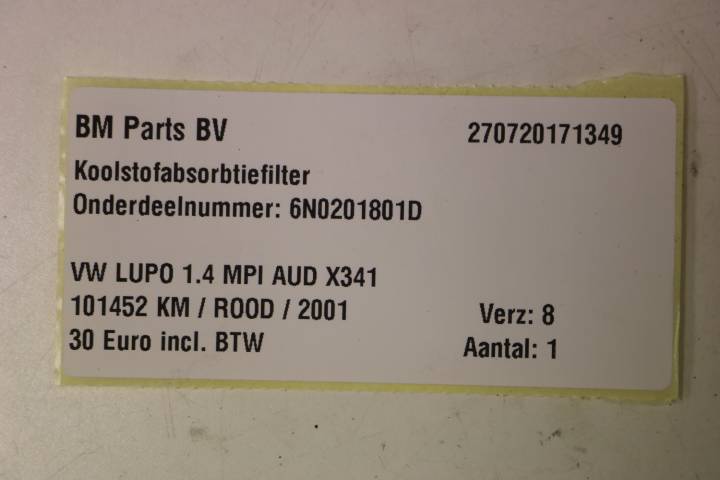 BM Parts BV 270720171349
Koolstofabsorbtiefilter
Onderdeelnummer: 6N0201801D
VW LUPO 1.4 MPI AUD X341
101452 KM / ROOD / 2001 Verz: 8
30 Euro incl. BTW Aantal: 1